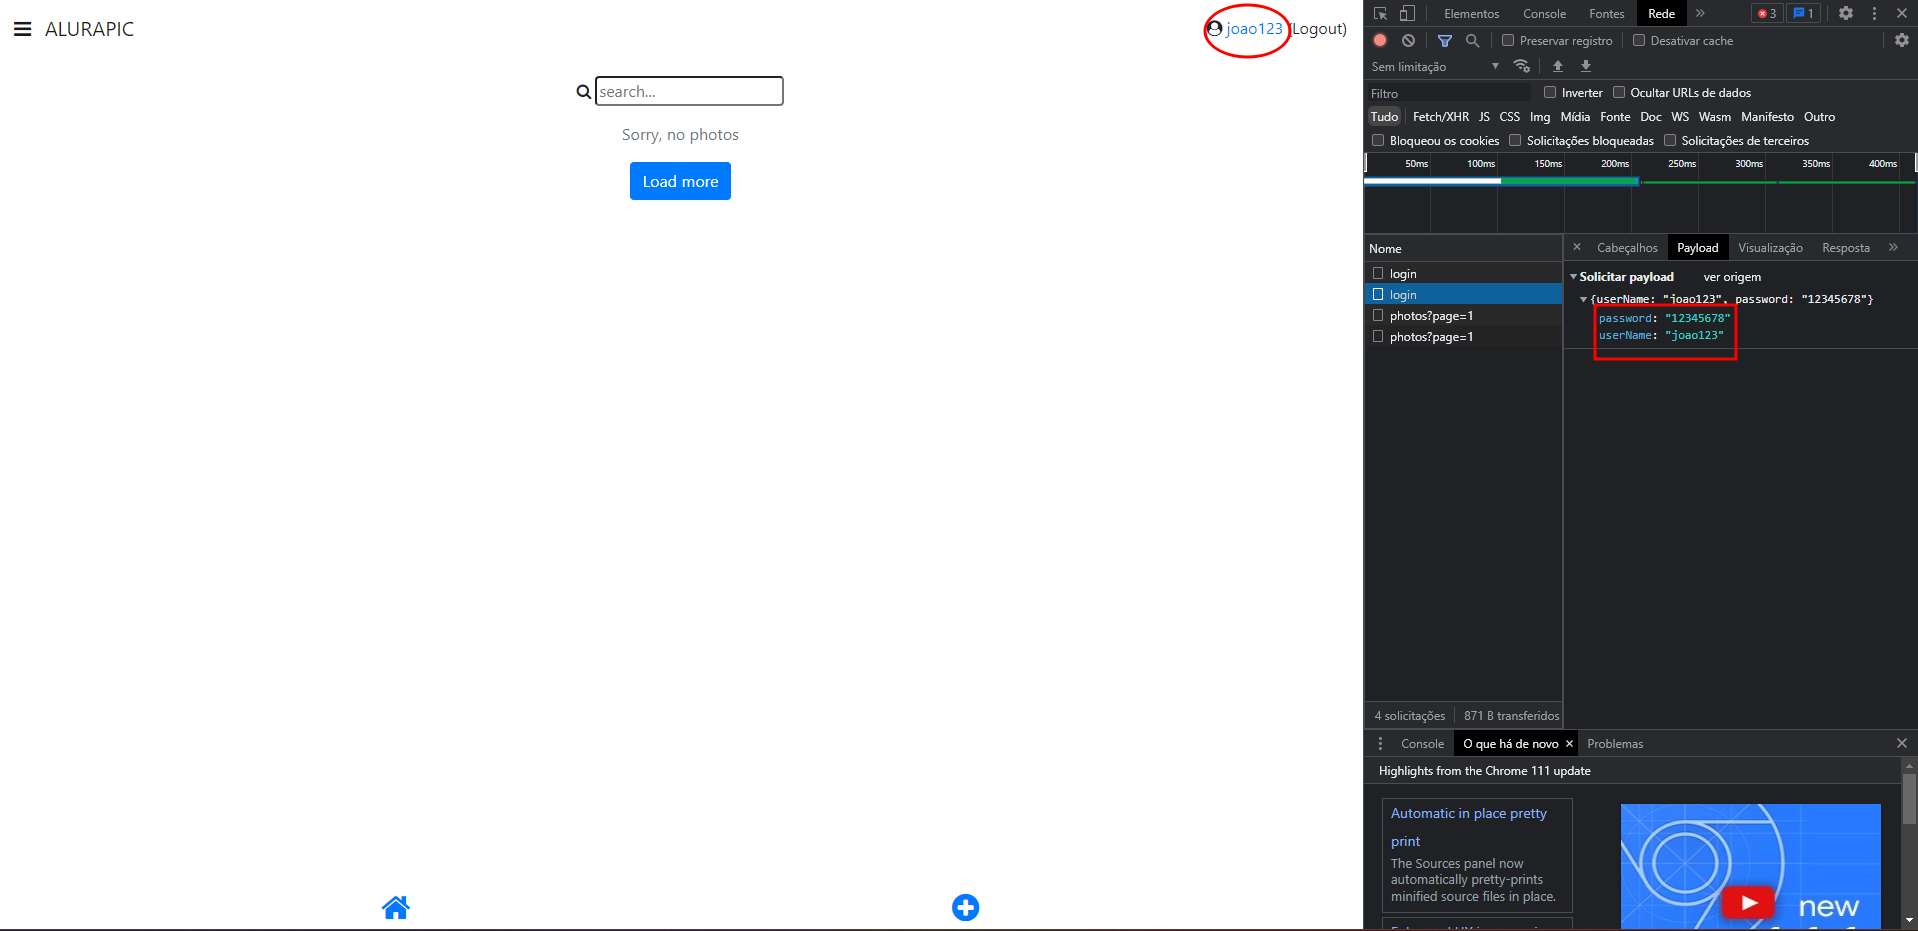 ALURAPIC
joao123 (Logout)
search...
Sorry, no photos
Load more
Elementos Console Fontes Rede » 3 1
Preservar registro Desativar cache
Sem limitação
Filtro Inverter Ocultar URLs de dados
Tudo Fetch/XHR JS CSS Img Mídia Fonte Doc WS Wasm Manifesto Outro
Bloqueou os cookies Solicitações bloqueadas Solicitações de terceiros
50ms 100ms 150ms 200ms 250ms 300ms 350ms 400ms
Nome
login
login
photos?page=1
photos?page=1
4 solicitações 871 B transferidos
× Cabeçalhos Payload Visualização Resposta »
Solicitar payload ver origem
{userName: "joao123", password: "12345678"}
password: "12345678"
userName: "joao123"
Console O que há de novo × Problemas
Highlights from the Chrome 111 update
Automatic in place pretty
print
The Sources panel now
automatically pretty-prints
minified source files in place.
new